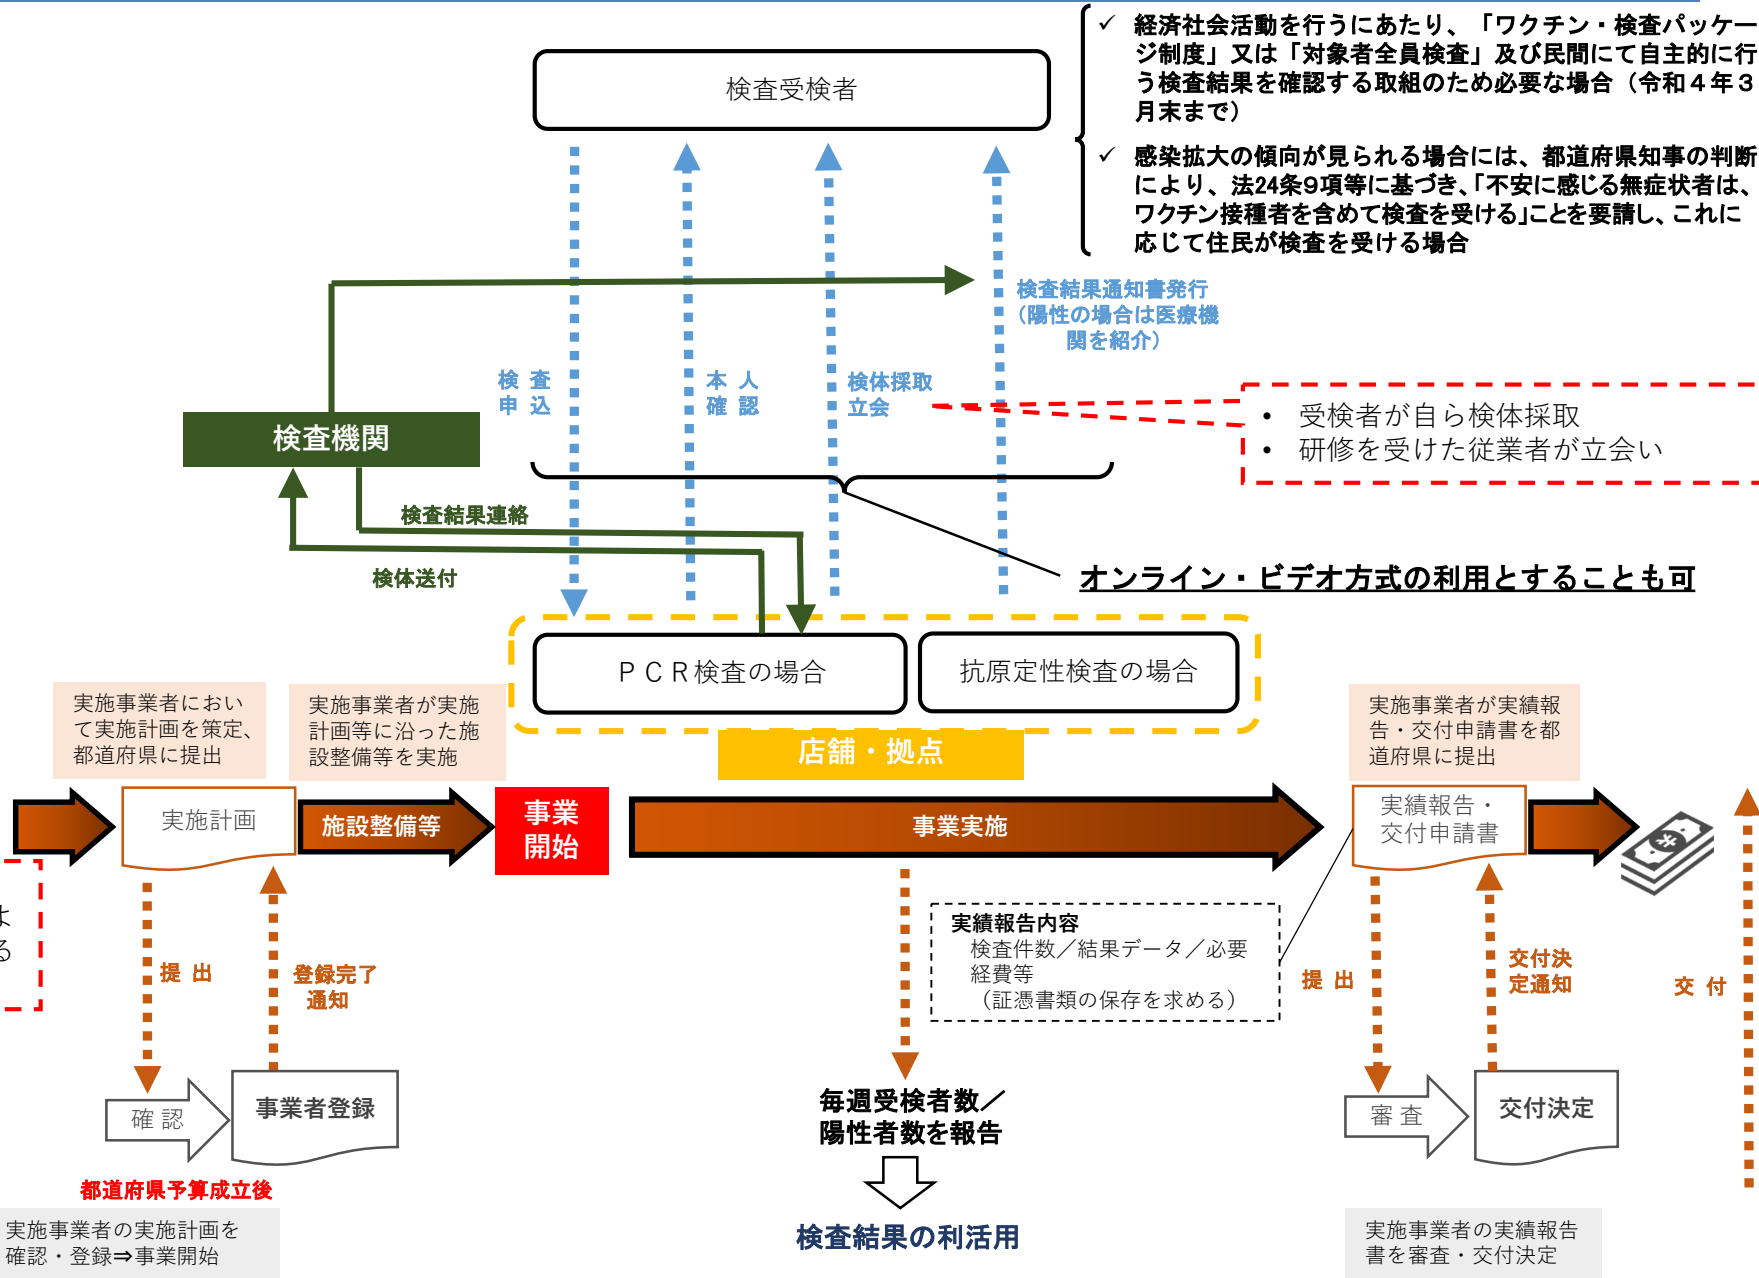 経済社会活動を行うにあたり、「ワクチン・検査パッケー
ジ制度」又は「対象者全員検査」及び民間にて自主的に行
う検査結果を確認する取組のため必要な場合（令和４年３
月末まで）
感染拡大の傾向が見られる場合には、都道府県知事の判断
により、法24条9項等に基づき、「不安に感じる無症状者は、
ワクチン接種者を含めて検査を受ける」ことを要請し、これに
応じて住民が検査を受ける場合
検査受検者
検査結果通知書発行
（陽性の場合は医療機
関を紹介）
検 査
申 込
本 人
確 認
検体採取
立会
• 受検者が自ら検体採取
• 研修を受けた従業者が立会い
検査機関
検査結果連絡
検体送付
オンライン・ビデオ方式の利用とすることも可
ＰＣＲ検査の場合
抗原定性検査の場合
店舗・拠点
実施事業者におい
て実施計画を策定、
都道府県に提出
実施事業者が実施
計画等に沿った施
設整備等を実施
実施事業者が実績報
告・交付申請書を都
道府県に提出
実施計画
施設整備等
事業
開始
事業実施
実績報告・
交付申請書
よ
る
提 出
登録完了
通知
実績報告内容
検査件数／結果データ／必要
経費等
（証憑書類の保存を求める）
提 出
交付決
定通知
交 付
確 認
事業者登録
毎週受検者数／
陽性者数を報告
審 査
交付決定
都道府県予算成立後
実施事業者の実施計画を
確認・登録⇒事業開始
検査結果の利活用
実施事業者の実績報告
書を審査・交付決定